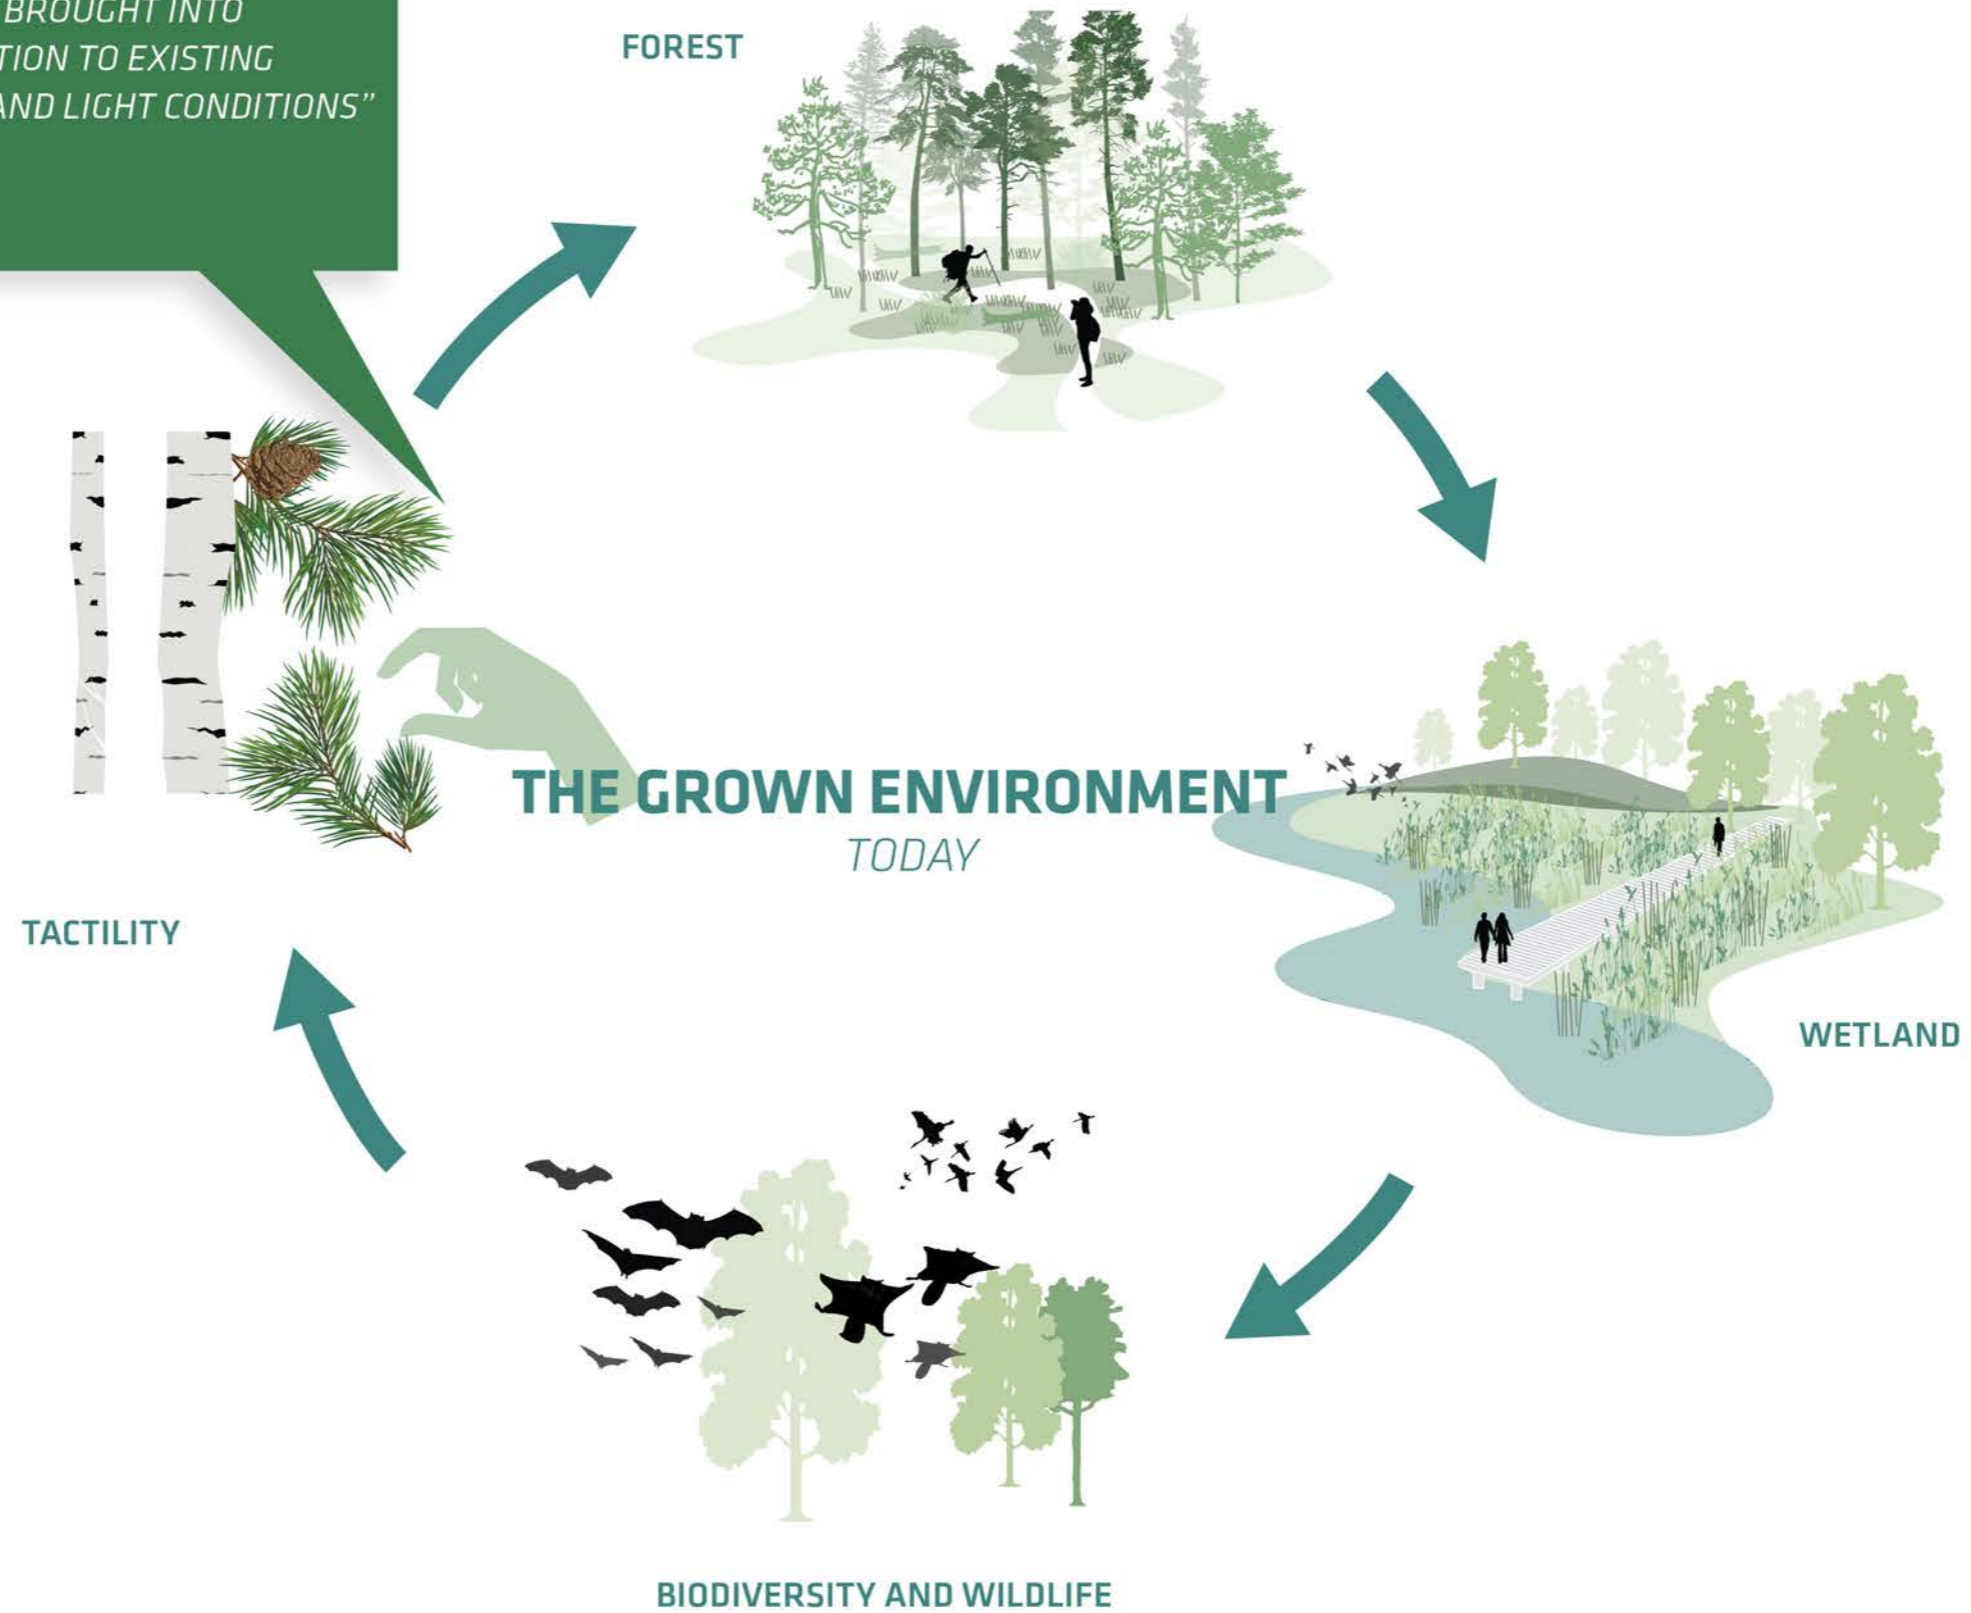 BROUGHT INTO
TION TO EXISTING
AND LIGHT CONDITIONS”
FOREST
THE GROWN ENVIRONMENT
TODAY
TACTILITY
WETLAND
BIODIVERSITY AND WILDLIFE